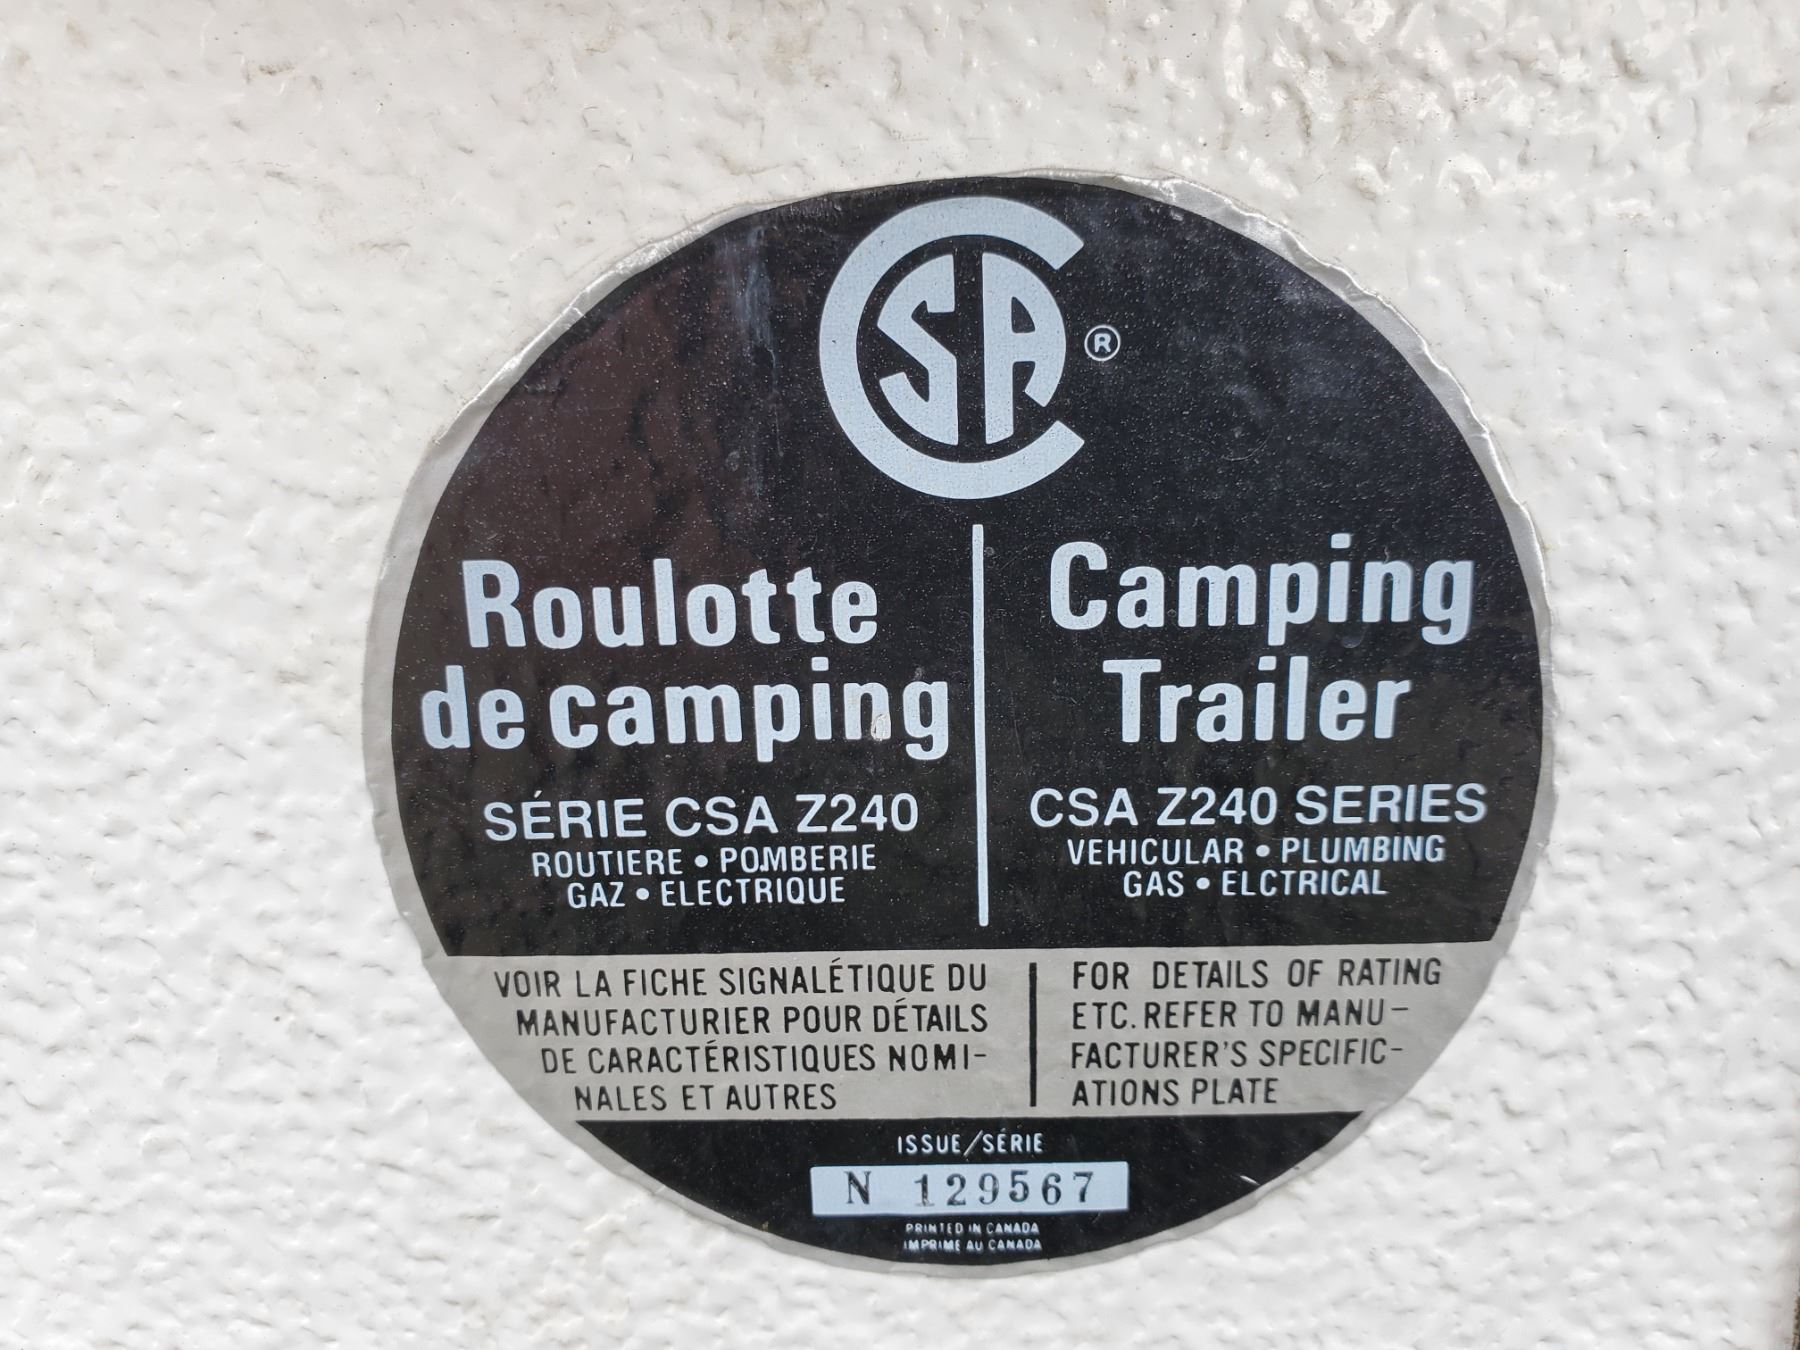 CSA ®
Roulotte
de camping
SÉRIE CSA Z240
ROUTIERE • POMBERIE
GAZ • ELECTRIQUE
Camping
Trailer
CSA Z240 SERIES
VEHICULAR • PLUMBING
GAS • ELCTRICAL
VOIR LA FICHE SIGNALÉTIQUE DU
MANUFACTURIER POUR DÉTAILS
DE CARACTÉRISTIQUES NOMI-
NALES ET AUTRES
FOR DETAILS OF RATING
ETC. REFER TO MANU-
FACTURER'S SPECIFIC-
ATIONS PLATE
ISSUE/SÉRIE
N 129567
PRINTED IN CANADA
IMPRIME AU CANADA